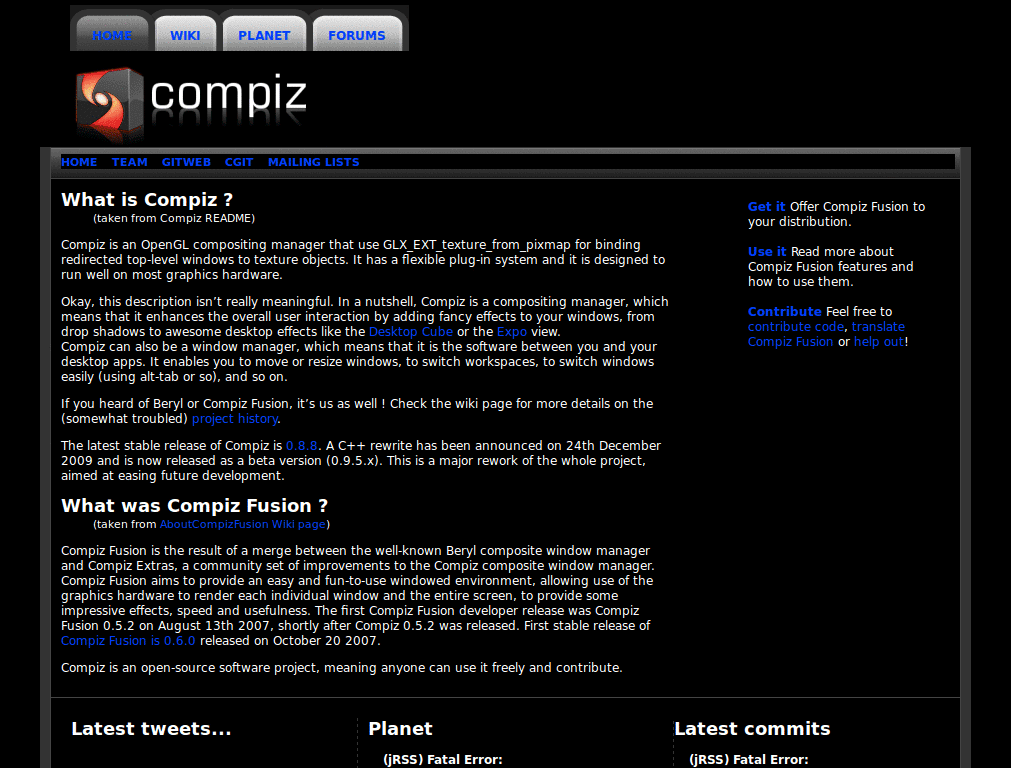 HOME WIKI PLANET FORUMS
compiz
HOME TEAM GITWEB CGIT MAILING LISTS
What is Compiz ?
(taken from Compiz README)
Compiz is an OpenGL compositing manager that use GLX_EXT_texture_from_pixmap for binding
redirected top-level windows to texture objects. It has a flexible plug-in system and it is designed to
run well on most graphics hardware.
Okay, this description isn’t really meaningful. In a nutshell, Compiz is a compositing manager, which
means that it enhances the overall user interaction by adding fancy effects to your windows, from
drop shadows to awesome desktop effects like the Desktop Cube or the Expo view.
Compiz can also be a window manager, which means that it is the software between you and your
desktop apps. It enables you to move or resize windows, to switch workspaces, to switch windows
easily (using alt-tab or so), and so on.
If you heard of Beryl or Compiz Fusion, it’s us as well ! Check the wiki page for more details on the
(somewhat troubled) project history.
The latest stable release of Compiz is 0.8.8. A C++ rewrite has been announced on 24th December
2009 and is now released as a beta version (0.9.5.x). This is a major rework of the whole project,
aimed at easing future development.
What was Compiz Fusion ?
(taken from AboutCompizFusion Wiki page)
Compiz Fusion is the result of a merge between the well-known Beryl composite window manager
and Compiz Extras, a community set of improvements to the Compiz composite window manager.
Compiz Fusion aims to provide an easy and fun-to-use windowed environment, allowing use of the
graphics hardware to render each individual window and the entire screen, to provide some
impressive effects, speed and usefulness. The first Compiz Fusion developer release was Compiz
Fusion 0.5.2 on August 13th 2007, shortly after Compiz 0.5.2 was released. First stable release of
Compiz Fusion is 0.6.0 released on October 20 2007.
Compiz is an open-source software project, meaning anyone can use it freely and contribute.
Get it Offer Compiz Fusion to
your distribution.
Use it Read more about
Compiz Fusion features and
how to use them.
Contribute Feel free to
contribute code, translate
Compiz Fusion or help out!
Latest tweets...
Planet
(jRSS) Fatal Error:
Latest commits
(jRSS) Fatal Error: